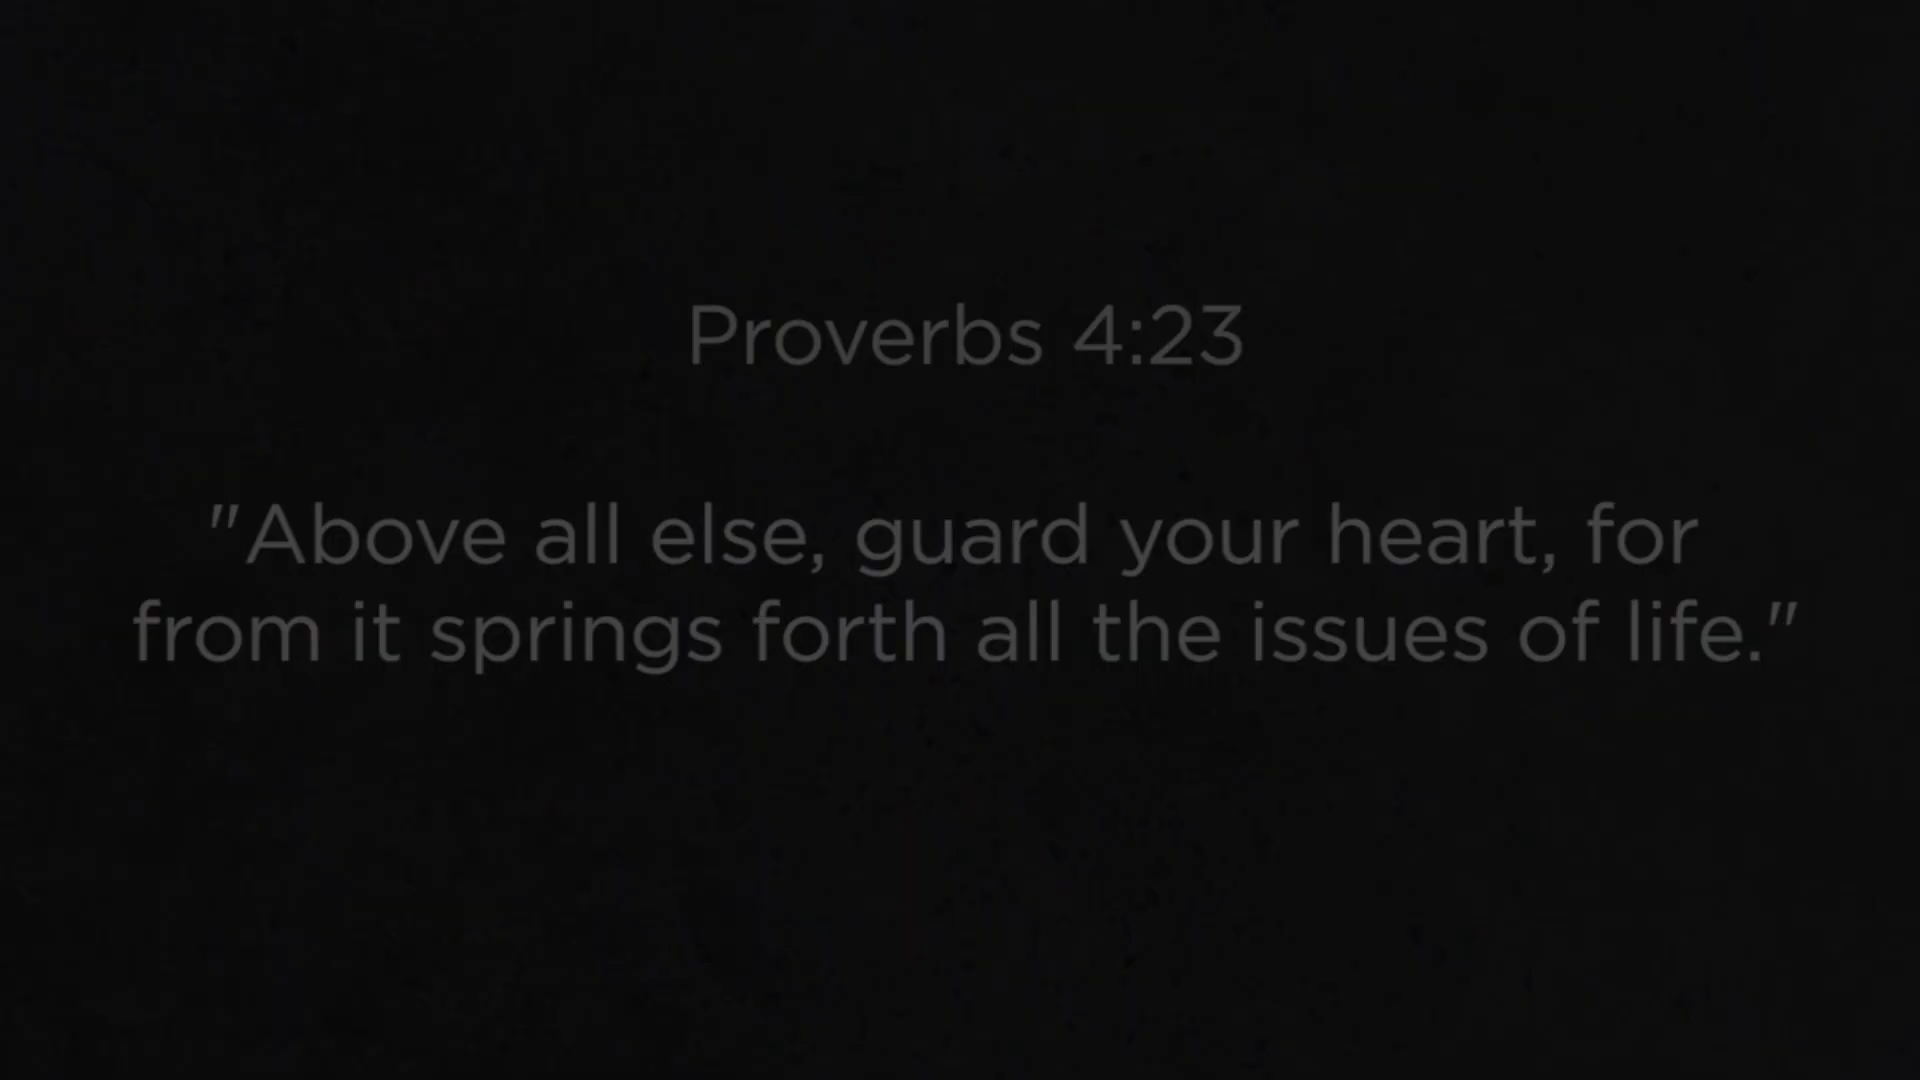 Proverbs 4:23
"Above all else, guard your heart, for
from it springs forth all the issues of life."